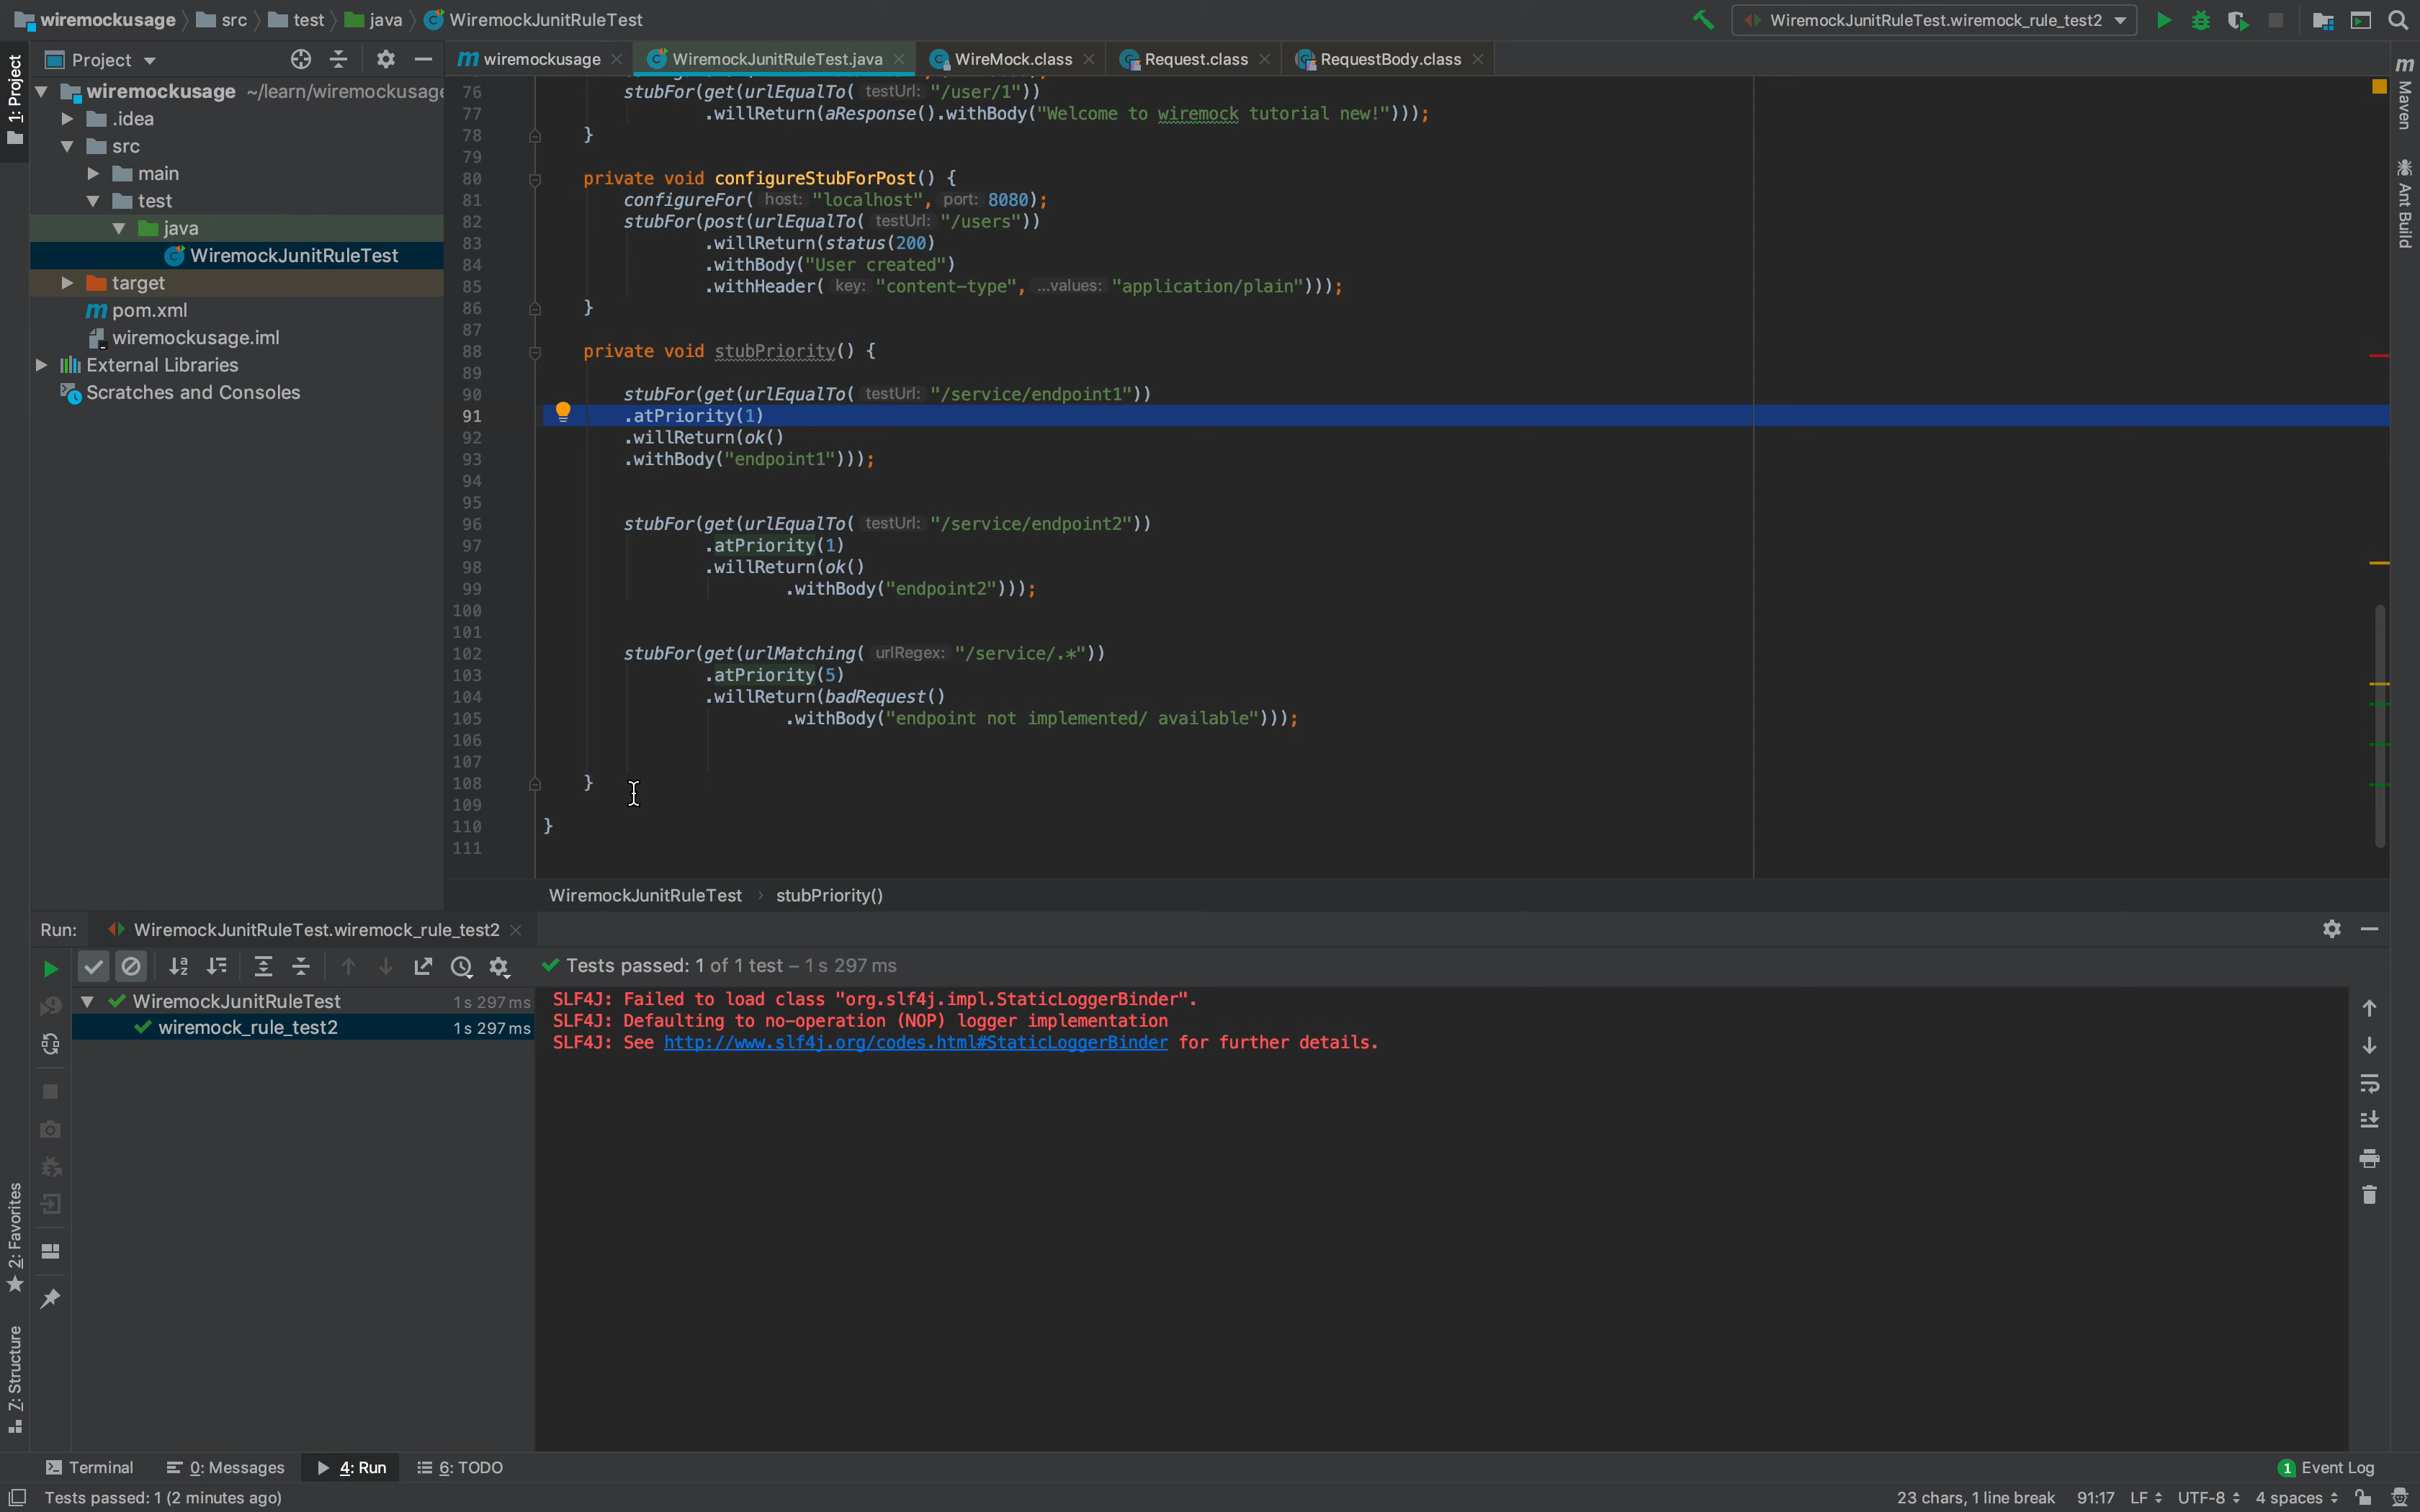 wiremockusage src test java WiremockJunitRuleTest
WiremockJunitRuleTest.wiremock_rule_test2
1: Project
Project
wiremockusage WiremockJunitRuleTest.java WireMock.class Request.class RequestBody.class
Maven
Ant Build
wiremockusage ~/learn/wiremockusage
.idea
src
main
test
java
WiremockJunitRuleTest
target
pom.xml
wiremockusage.iml
External Libraries
Scratches and Consoles
76 stubFor(get(urlEqualTo( testUrl: "/user/1"))
77 .willReturn(aResponse().withBody("Welcome to wiremock tutorial new!")));
78 }
79
80 private void configureStubForPost() {
81 configureFor( host: "localhost", port: 8080);
82 stubFor(post(urlEqualTo( testUrl: "/users"))
83 .willReturn(status(200)
84 .withBody("User created")
85 .withHeader( key: "content-type", ...values: "application/plain")));
86 }
87
88 private void stubPriority() {
89
90 stubFor(get(urlEqualTo( testUrl: "/service/endpoint1"))
91 .atPriority(1)
92 .willReturn(ok()
93 .withBody("endpoint1")));
94
95
96 stubFor(get(urlEqualTo( testUrl: "/service/endpoint2"))
97 .atPriority(1)
98 .willReturn(ok()
99 .withBody("endpoint2")));
100
101
102 stubFor(get(urlMatching( urlRegex: "/service/.*"))
103 .atPriority(5)
104 .willReturn(badRequest()
105 .withBody("endpoint not implemented/ available")));
106
107
108 }
109
110 }
111
WiremockJunitRuleTest › stubPriority()
Run: WiremockJunitRuleTest.wiremock_rule_test2
Tests passed: 1 of 1 test – 1 s 297 ms
WiremockJunitRuleTest 1 s 297 ms
wiremock_rule_test2 1 s 297 ms
SLF4J: Failed to load class "org.slf4j.impl.StaticLoggerBinder".
SLF4J: Defaulting to no-operation (NOP) logger implementation
SLF4J: See http://www.slf4j.org/codes.html#StaticLoggerBinder for further details.
2: Favorites
7: Structure
Terminal 0: Messages 4: Run 6: TODO
1 Event Log
Tests passed: 1 (2 minutes ago)
23 chars, 1 line break 91:17 LF UTF-8 4 spaces